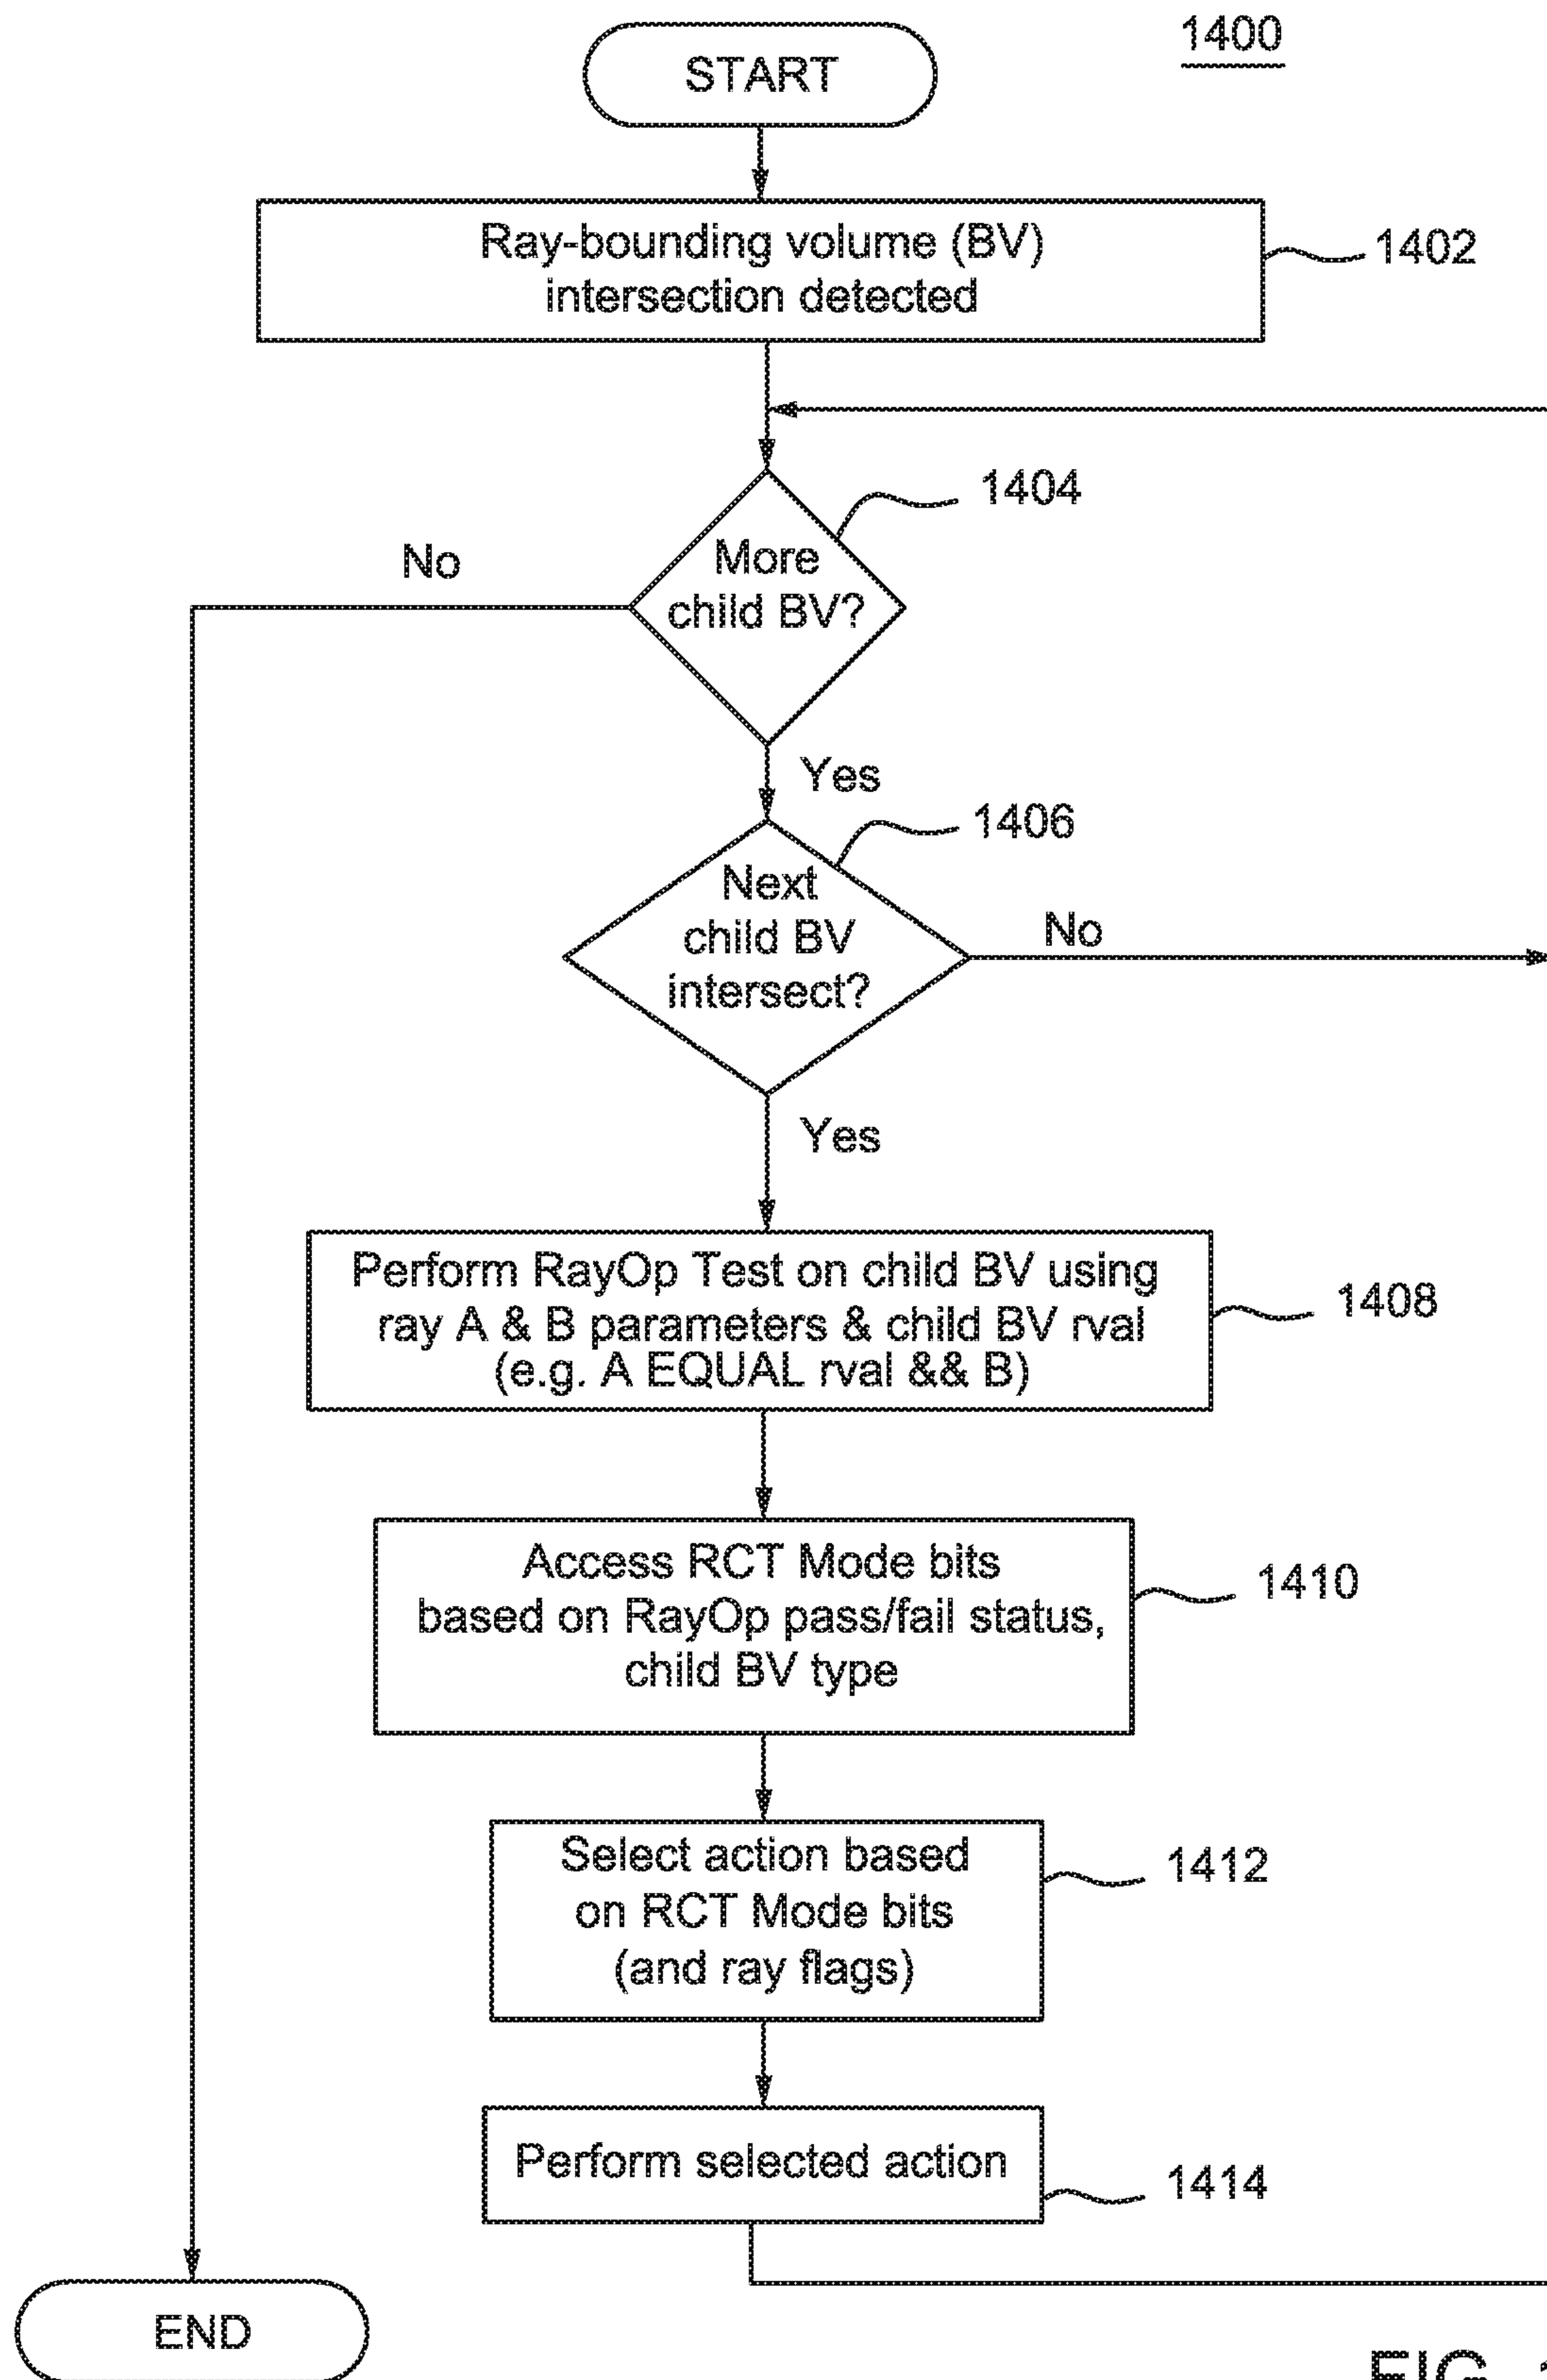 1400
START
Ray-bounding volume (BV)
intersection detected
1402
1404
More
child BV?
No
Yes
1406
Next
child BV
intersect?
No
Yes
Perform RayOp Test on child BV using
ray A & B parameters & child BV rval
(e.g. A EQUAL rval && B)
1408
Access RCT Mode bits
based on RayOp pass/fail status,
child BV type
1410
Select action based
on RCT Mode bits
(and ray flags)
1412
Perform selected action
1414
END